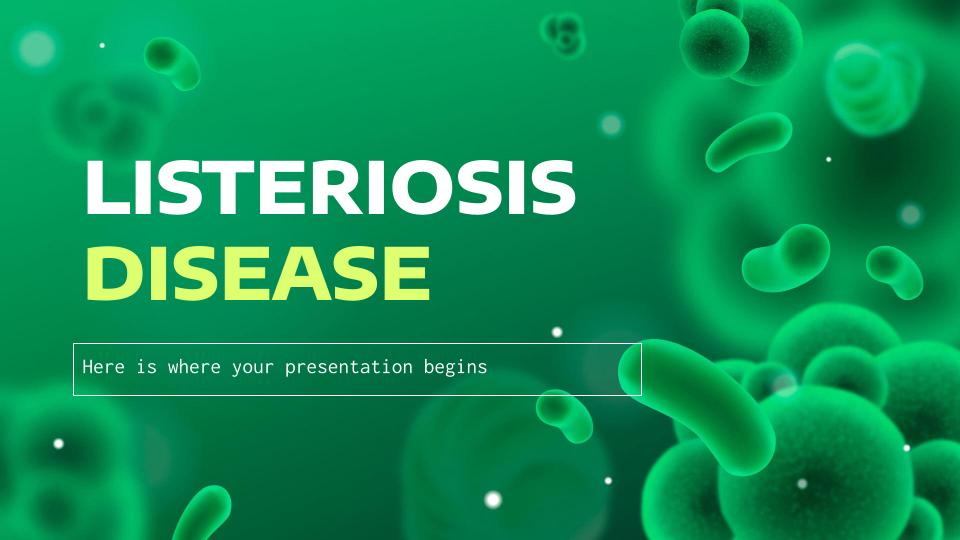 LISTERIOSIS
DISEASE
Here is where your presentation begins